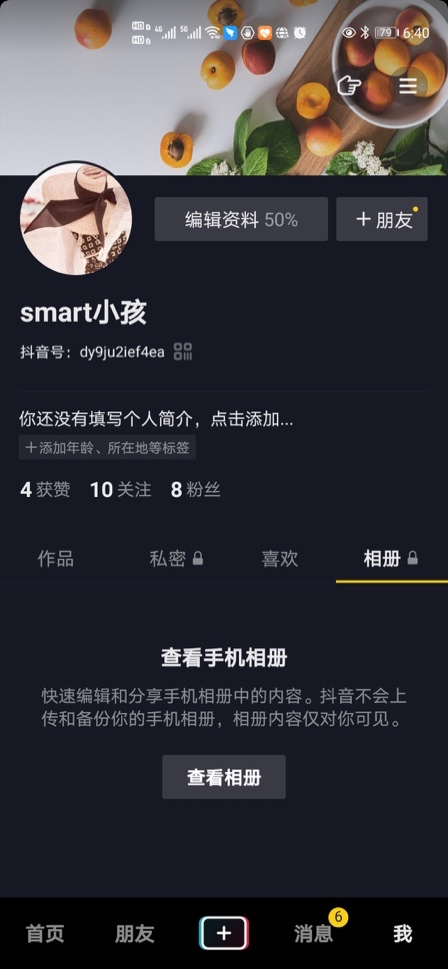 HD B 4G 5G 79 6:40
HD B
编辑资料 50%
+ 朋友
smart小孩
抖音号：dy9ju2ief4ea
你还没有填写个人简介，点击添加...
+添加年龄、所在地等标签
4 获赞 10 关注 8 粉丝
作品 私密 喜欢 相册
查看手机相册
快速编辑和分享手机相册中的内容。抖音不会上
传和备份你的手机相册，相册内容仅对你可见。
查看相册
首页 朋友 + 消息 6 我